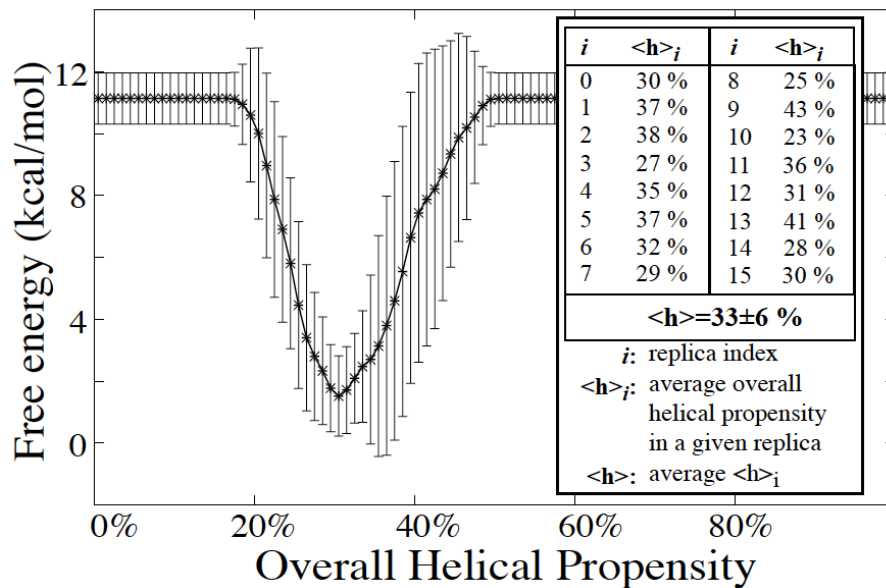 Free energy (kcal/mol)
12
8
4
0
0% 20% 40% 60% 80%
Overall Helical Propensity
i <h>i i <h>i
0 30 % 8 25 %
1 37 % 9 43 %
2 38 % 10 23 %
3 27 % 11 36 %
4 35 % 12 31 %
5 37 % 13 41 %
6 32 % 14 28 %
7 29 % 15 30 %
<h>=33±6 %
i: replica index
<h>i: average overall
helical propensity
in a given replica
<h>: average <h>i